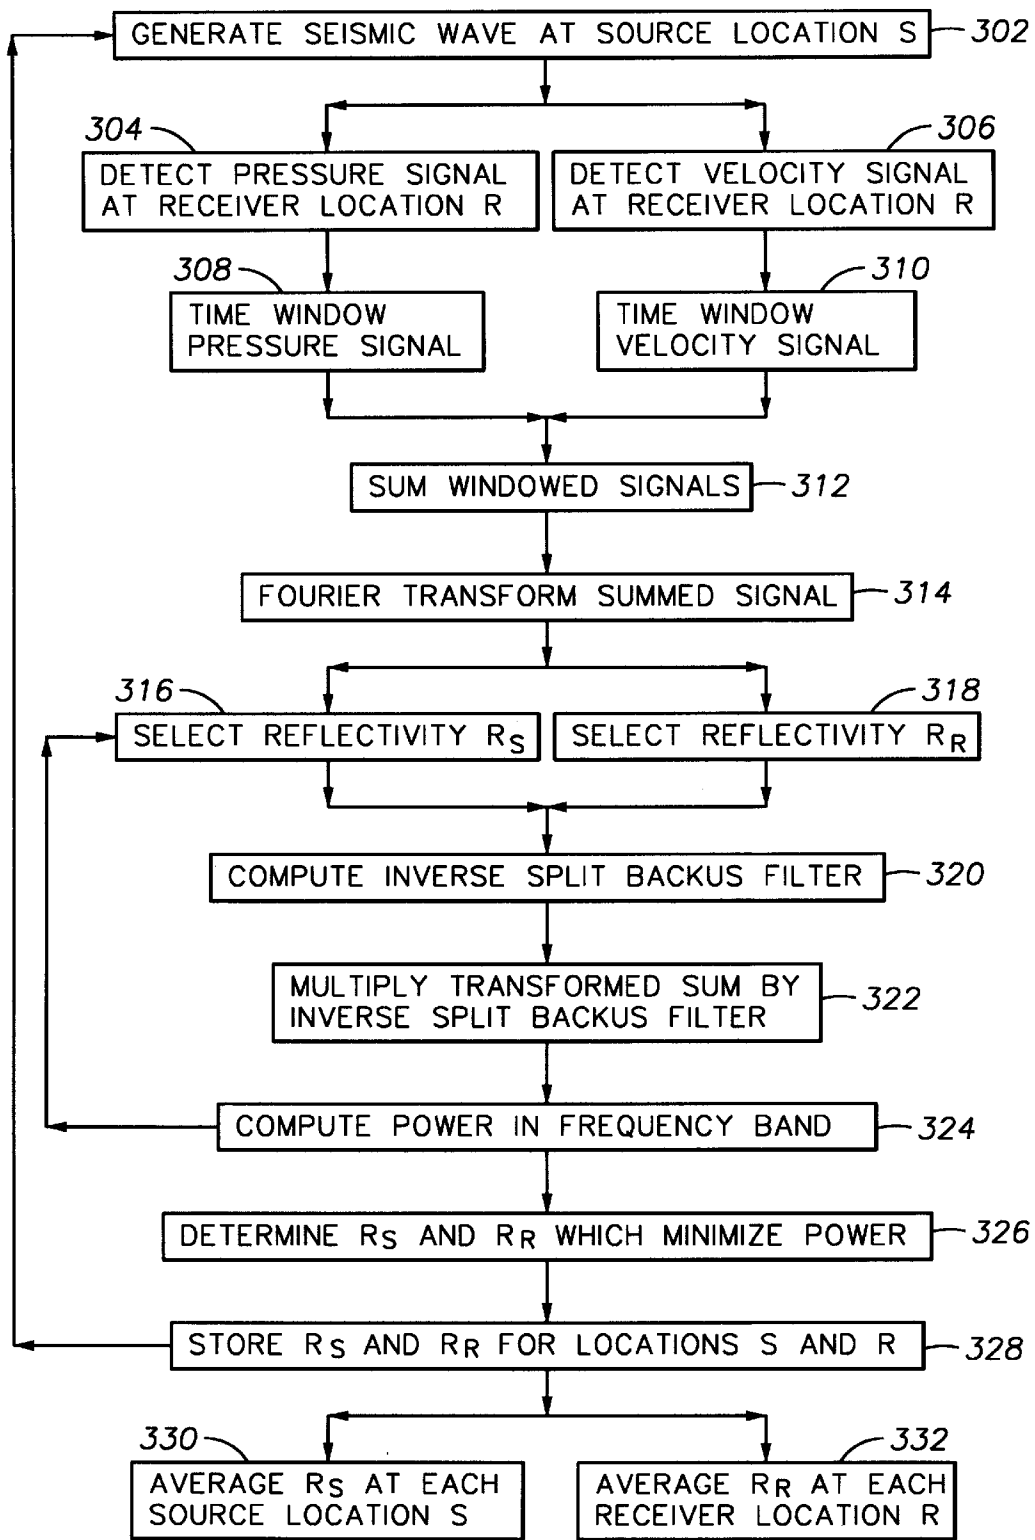 GENERATE SEISMIC WAVE AT SOURCE LOCATION S
302
304
306
DETECT PRESSURE SIGNAL
AT RECEIVER LOCATION R
DETECT VELOCITY SIGNAL
AT RECEIVER LOCATION R
308
310
TIME WINDOW
PRESSURE SIGNAL
TIME WINDOW
VELOCITY SIGNAL
SUM WINDOWED SIGNALS
312
FOURIER TRANSFORM SUMMED SIGNAL
314
316
318
SELECT REFLECTIVITY RS
SELECT REFLECTIVITY RR
COMPUTE INVERSE SPLIT BACKUS FILTER
320
MULTIPLY TRANSFORMED SUM BY
INVERSE SPLIT BACKUS FILTER
322
COMPUTE POWER IN FREQUENCY BAND
324
DETERMINE RS AND RR WHICH MINIMIZE POWER
326
STORE RS AND RR FOR LOCATIONS S AND R
328
330
332
AVERAGE RS AT EACH
SOURCE LOCATION S
AVERAGE RR AT EACH
RECEIVER LOCATION R